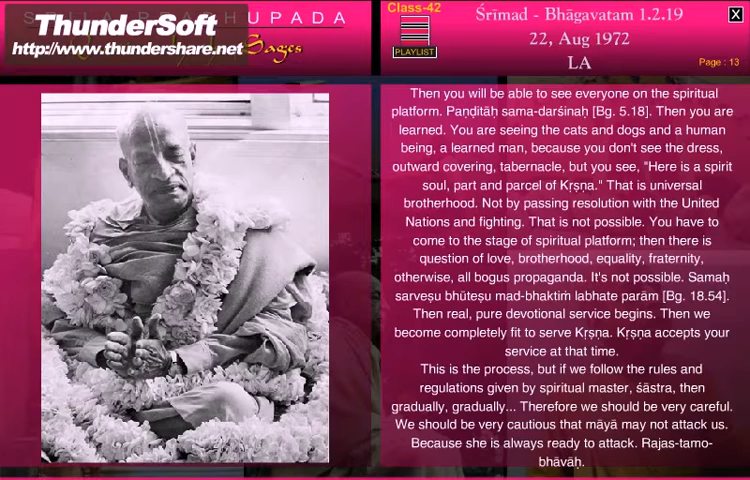 ThunderSoft
http://www.thundershare.net
HUPADA
Sages
Class-42
PLAYLIST
Śrīmad - Bhāgavatam 1.2.19
22, Aug 1972
LA
X
Page : 13
Then you will be able to see everyone on the spiritual
platform. Paṇḍitāḥ sama-darśinaḥ [Bg. 5.18]. Then you are
learned. You are seeing the cats and dogs and a human
being, a learned man, because you don't see the dress,
outward covering, tabernacle, but you see, "Here is a spirit
soul, part and parcel of Kṛṣṇa." That is universal
brotherhood. Not by passing resolution with the United
Nations and fighting. That is not possible. You have to
come to the stage of spiritual platform; then there is
question of love, brotherhood, equality, fraternity,
otherwise, all bogus propaganda. It's not possible. Samaḥ
sarveṣu bhūteṣu mad-bhaktiṁ labhate parām [Bg. 18.54].
Then real, pure devotional service begins. Then we
become completely fit to serve Kṛṣṇa. Kṛṣṇa accepts your
service at that time.
This is the process, but if we follow the rules and
regulations given by spiritual master, śāstra, then
gradually, gradually... Therefore we should be very careful.
We should be very cautious that māyā may not attack us.
Because she is always ready to attack. Rajas-tamo-
bhāvāḥ.